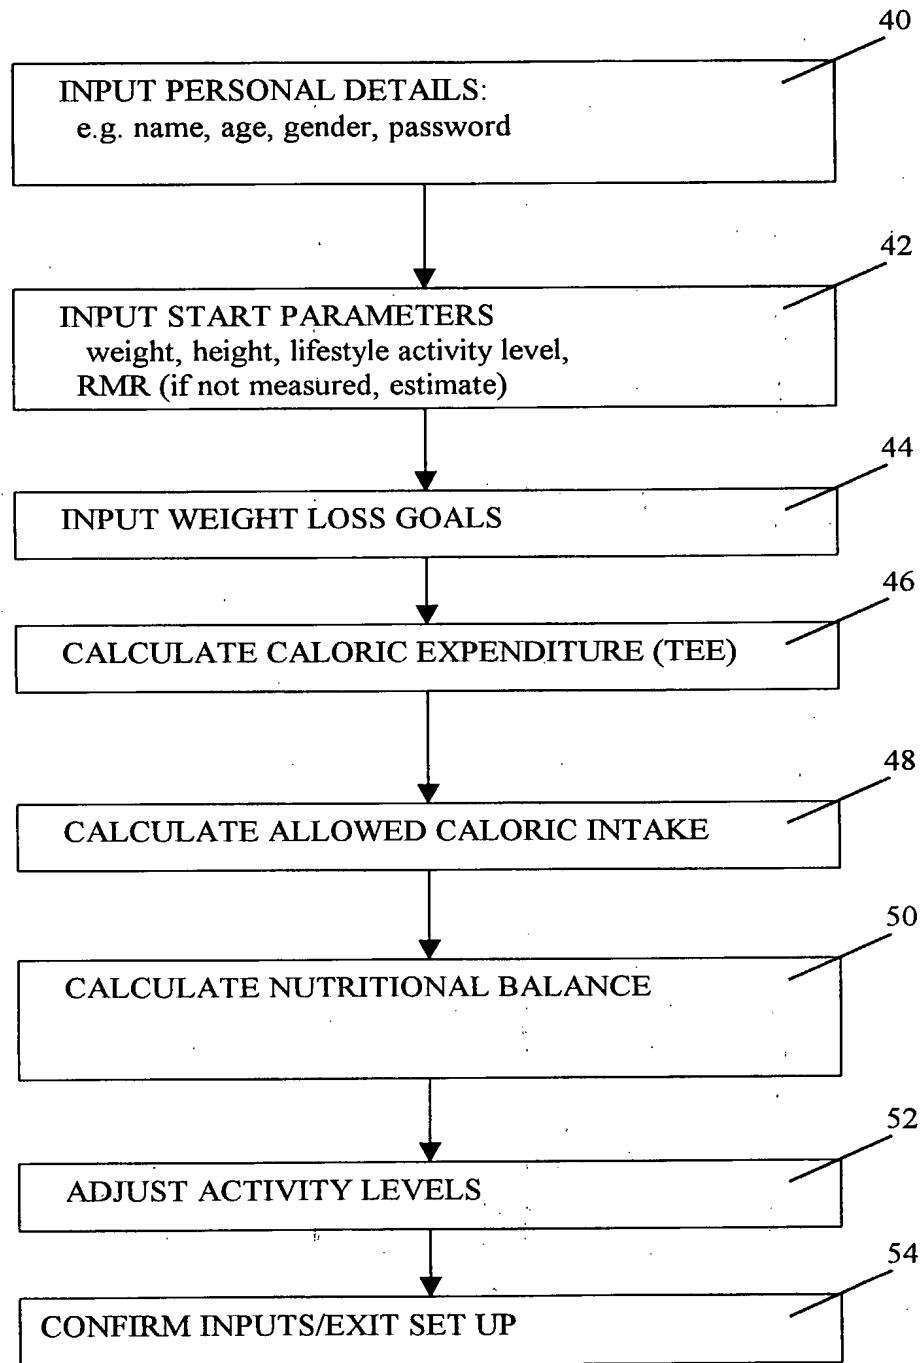 40
INPUT PERSONAL DETAILS:
e.g. name, age, gender, password
42
INPUT START PARAMETERS
weight, height, lifestyle activity level,
RMR (if not measured, estimate)
44
INPUT WEIGHT LOSS GOALS
46
CALCULATE CALORIC EXPENDITURE (TEE)
48
CALCULATE ALLOWED CALORIC INTAKE
50
CALCULATE NUTRITIONAL BALANCE
52
ADJUST ACTIVITY LEVELS
54
CONFIRM INPUTS/EXIT SET UP